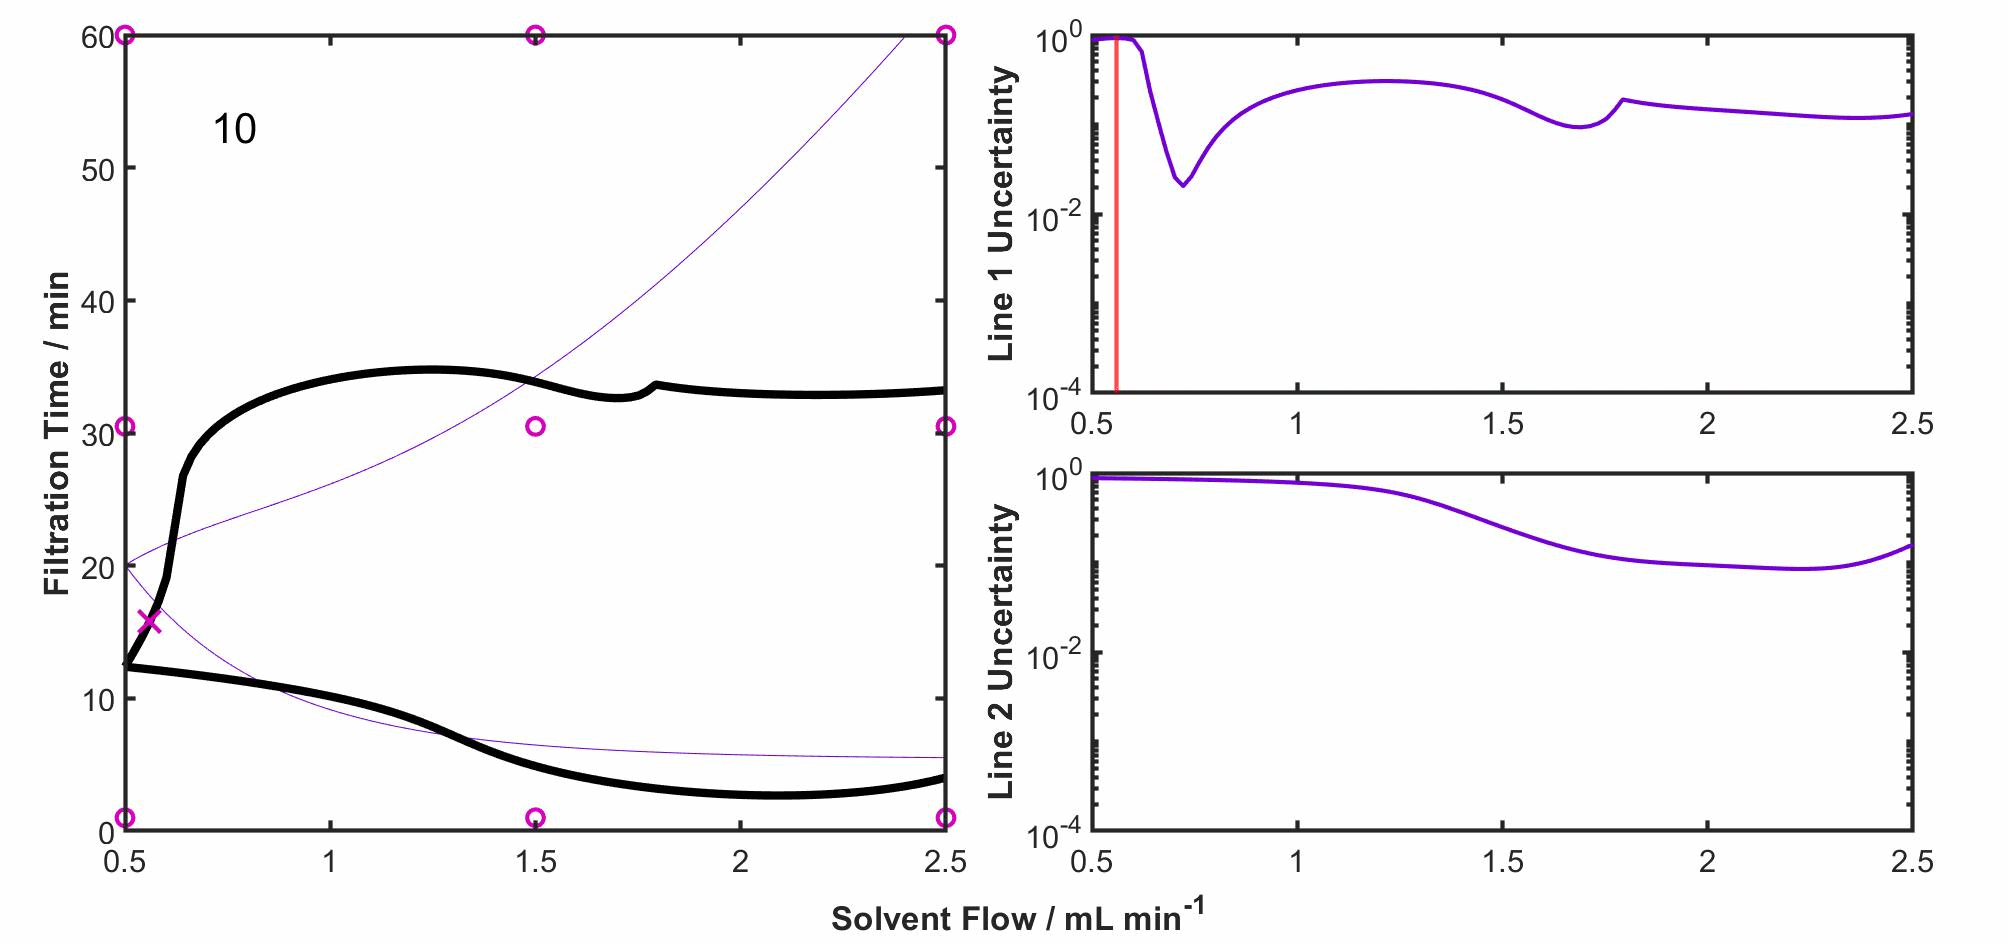 10
Filtration Time / min
60
50
40
30
20
10
0
0.5 1 1.5 2 2.5
Line 1 Uncertainty
10^0
10^-2
10^-4
0.5 1 1.5 2 2.5
Line 2 Uncertainty
10^0
10^-2
10^-4
0.5 1 1.5 2 2.5
Solvent Flow / mL min^-1